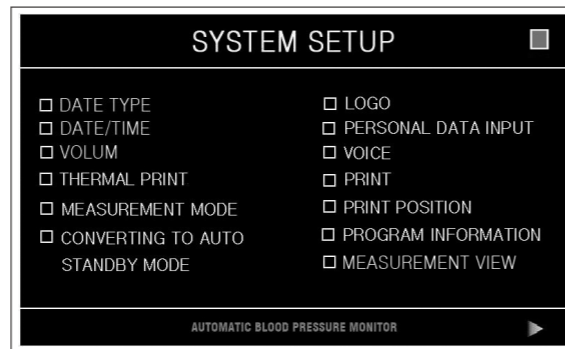 SYSTEM SETUP
DATE TYPE
DATE/TIME
VOLUM
THERMAL PRINT
MEASUREMENT MODE
CONVERTING TO AUTO
STANDBY MODE
LOGO
PERSONAL DATA INPUT
VOICE
PRINT
PRINT POSITION
PROGRAM INFORMATION
MEASUREMENT VIEW
AUTOMATIC BLOOD PRESSURE MONITOR